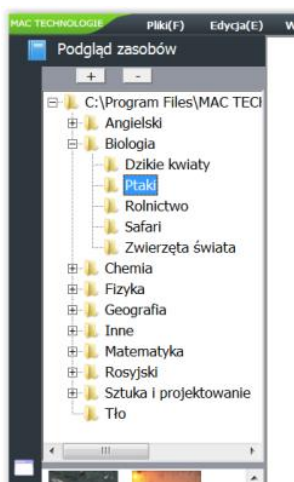 MAC TECHNOLOGIE Pliki(F) Edycja(E) W
Podgląd zasobów
+ -
C:\Program Files\MAC TECH
Angielski
Biologia
Dzikie kwiaty
Ptaki
Rolnictwo
Safari
Zwierzęta świata
Chemia
Fizyka
Geografia
Inne
Matematyka
Rosyjski
Sztuka i projektowanie
Tło